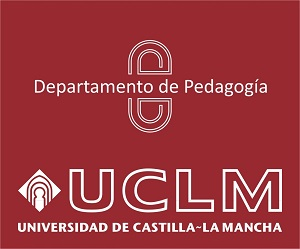 Departamento de Pedagogía
UCLM
UNIVERSIDAD DE CASTILLA~LA MANCHA